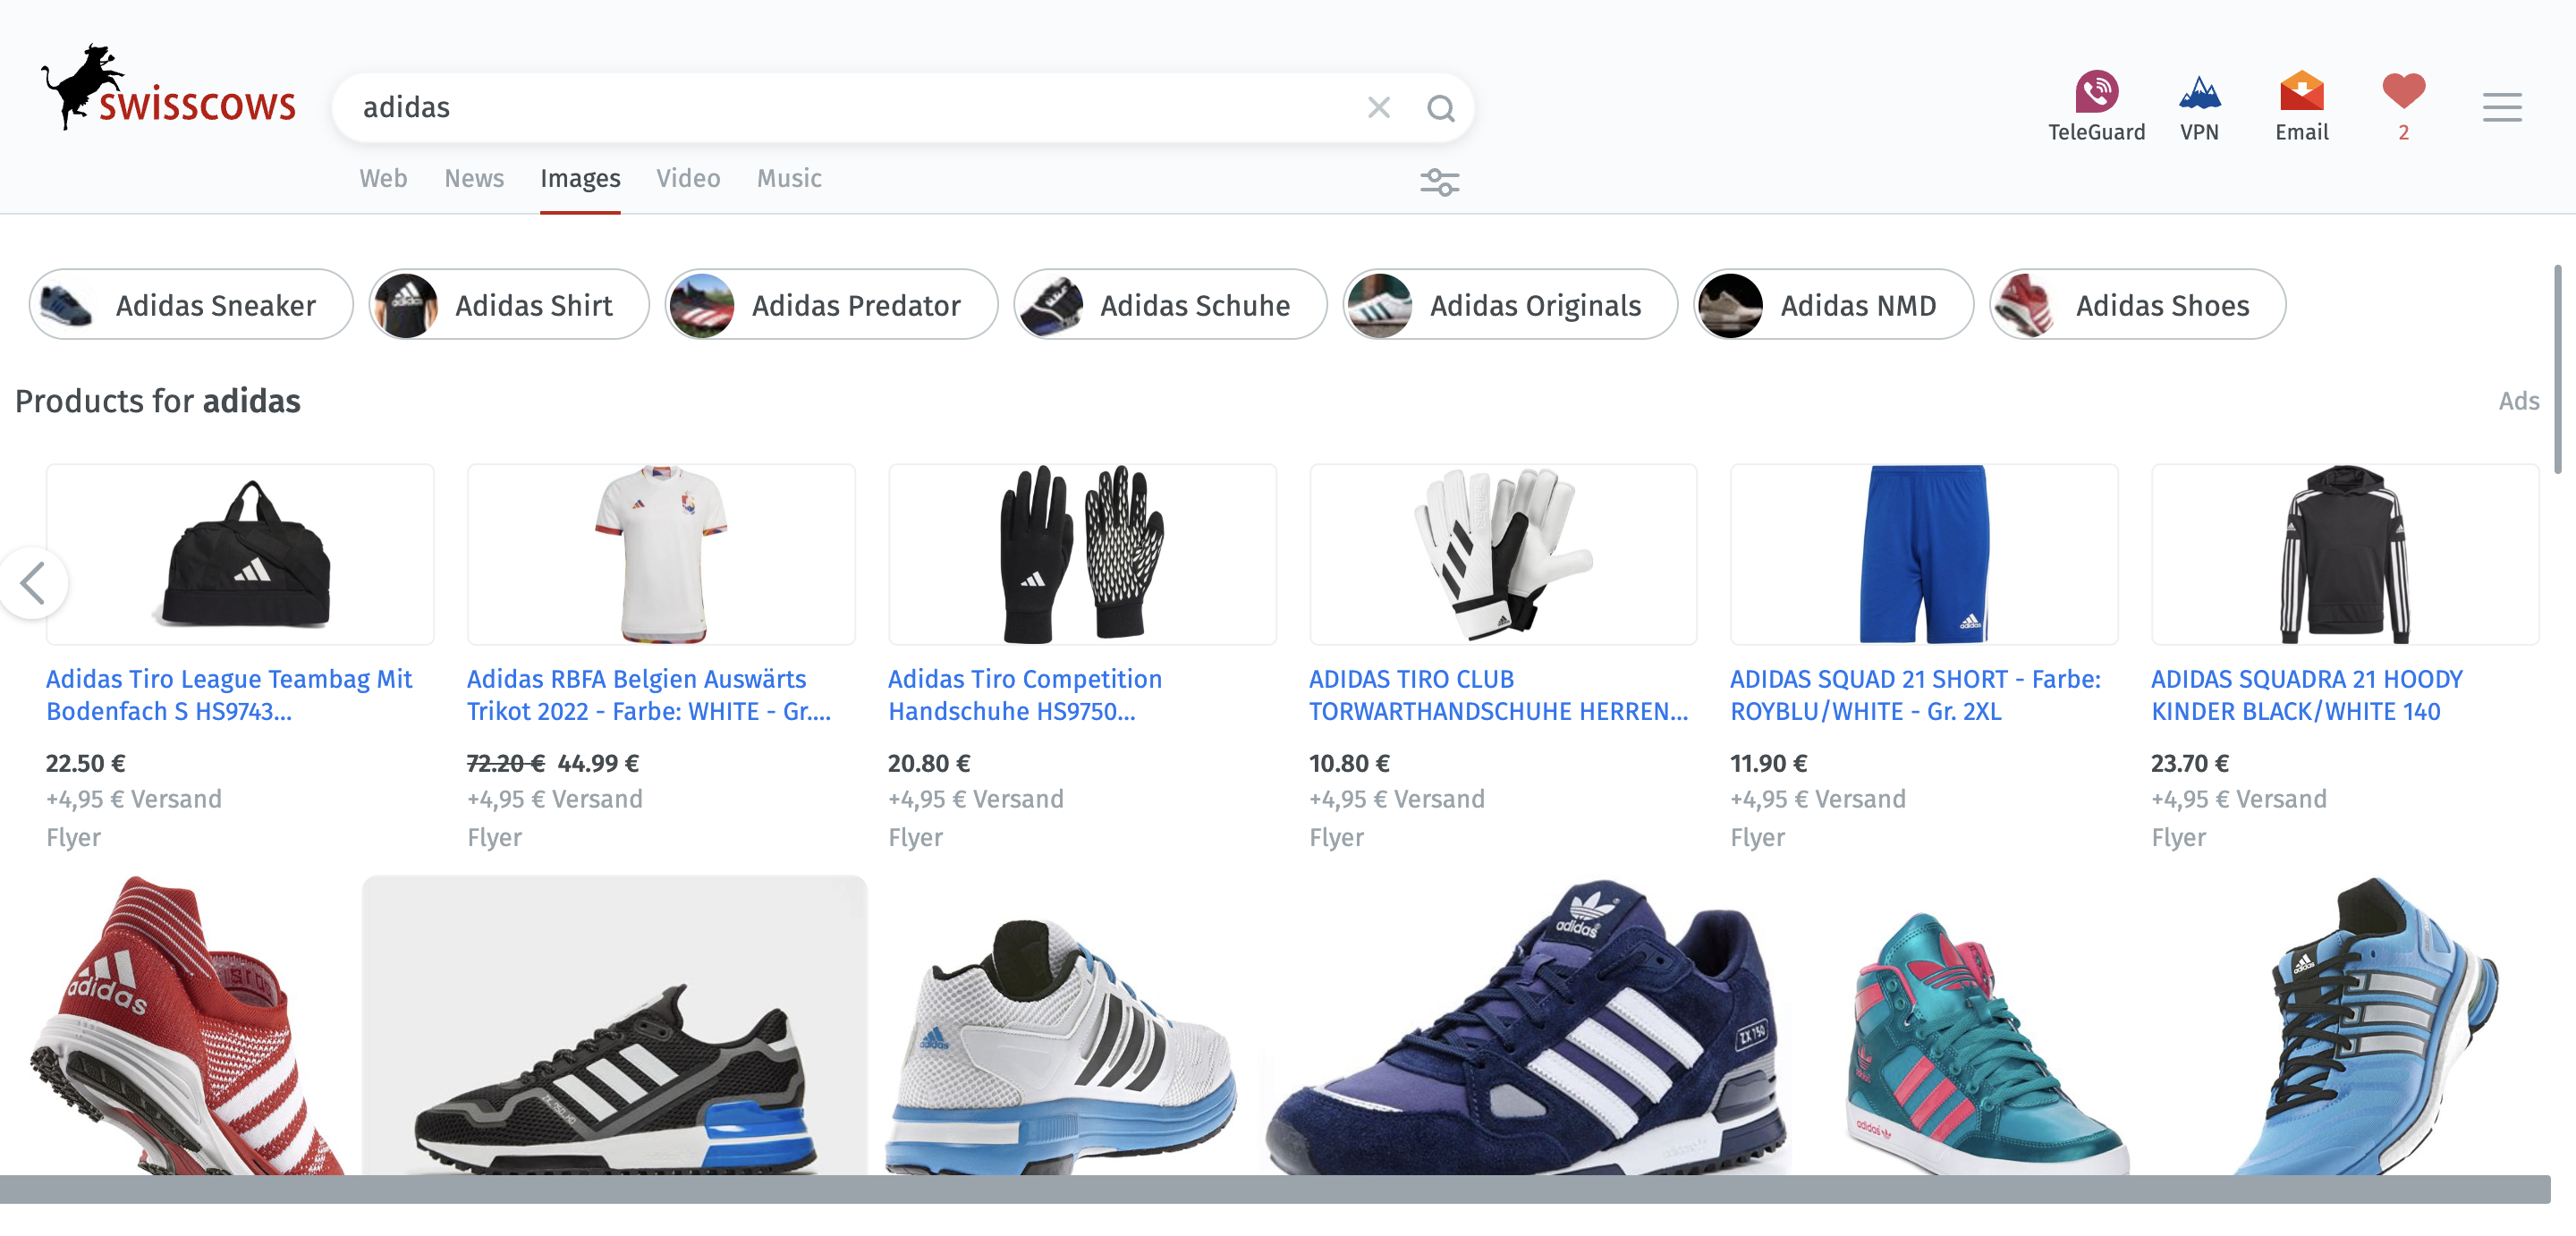 swisscows
adidas
TeleGuard
VPN
Email
2
Web
News
Images
Video
Music
Adidas Sneaker
Adidas Shirt
Adidas Predator
Adidas Schuhe
Adidas Originals
Adidas NMD
Adidas Shoes
Products for adidas
Ads
Adidas Tiro League Teambag Mit
Bodenfach S HS9743...
22.50 €
+4,95 € Versand
Flyer
Adidas RBFA Belgien Auswärts
Trikot 2022 - Farbe: WHITE - Gr....
72.20 € 44.99 €
+4,95 € Versand
Flyer
Adidas Tiro Competition
Handschuhe HS9750...
20.80 €
+4,95 € Versand
Flyer
ADIDAS TIRO CLUB
TORWARTHANDSCHUHE HERREN...
10.80 €
+4,95 € Versand
Flyer
ADIDAS SQUAD 21 SHORT - Farbe:
ROYBLU/WHITE - Gr. 2XL
11.90 €
+4,95 € Versand
Flyer
ADIDAS SQUADRA 21 HOODY
KINDER BLACK/WHITE 140
23.70 €
+4,95 € Versand
Flyer
adidas
adidas
adidas
ZX 750
adidas